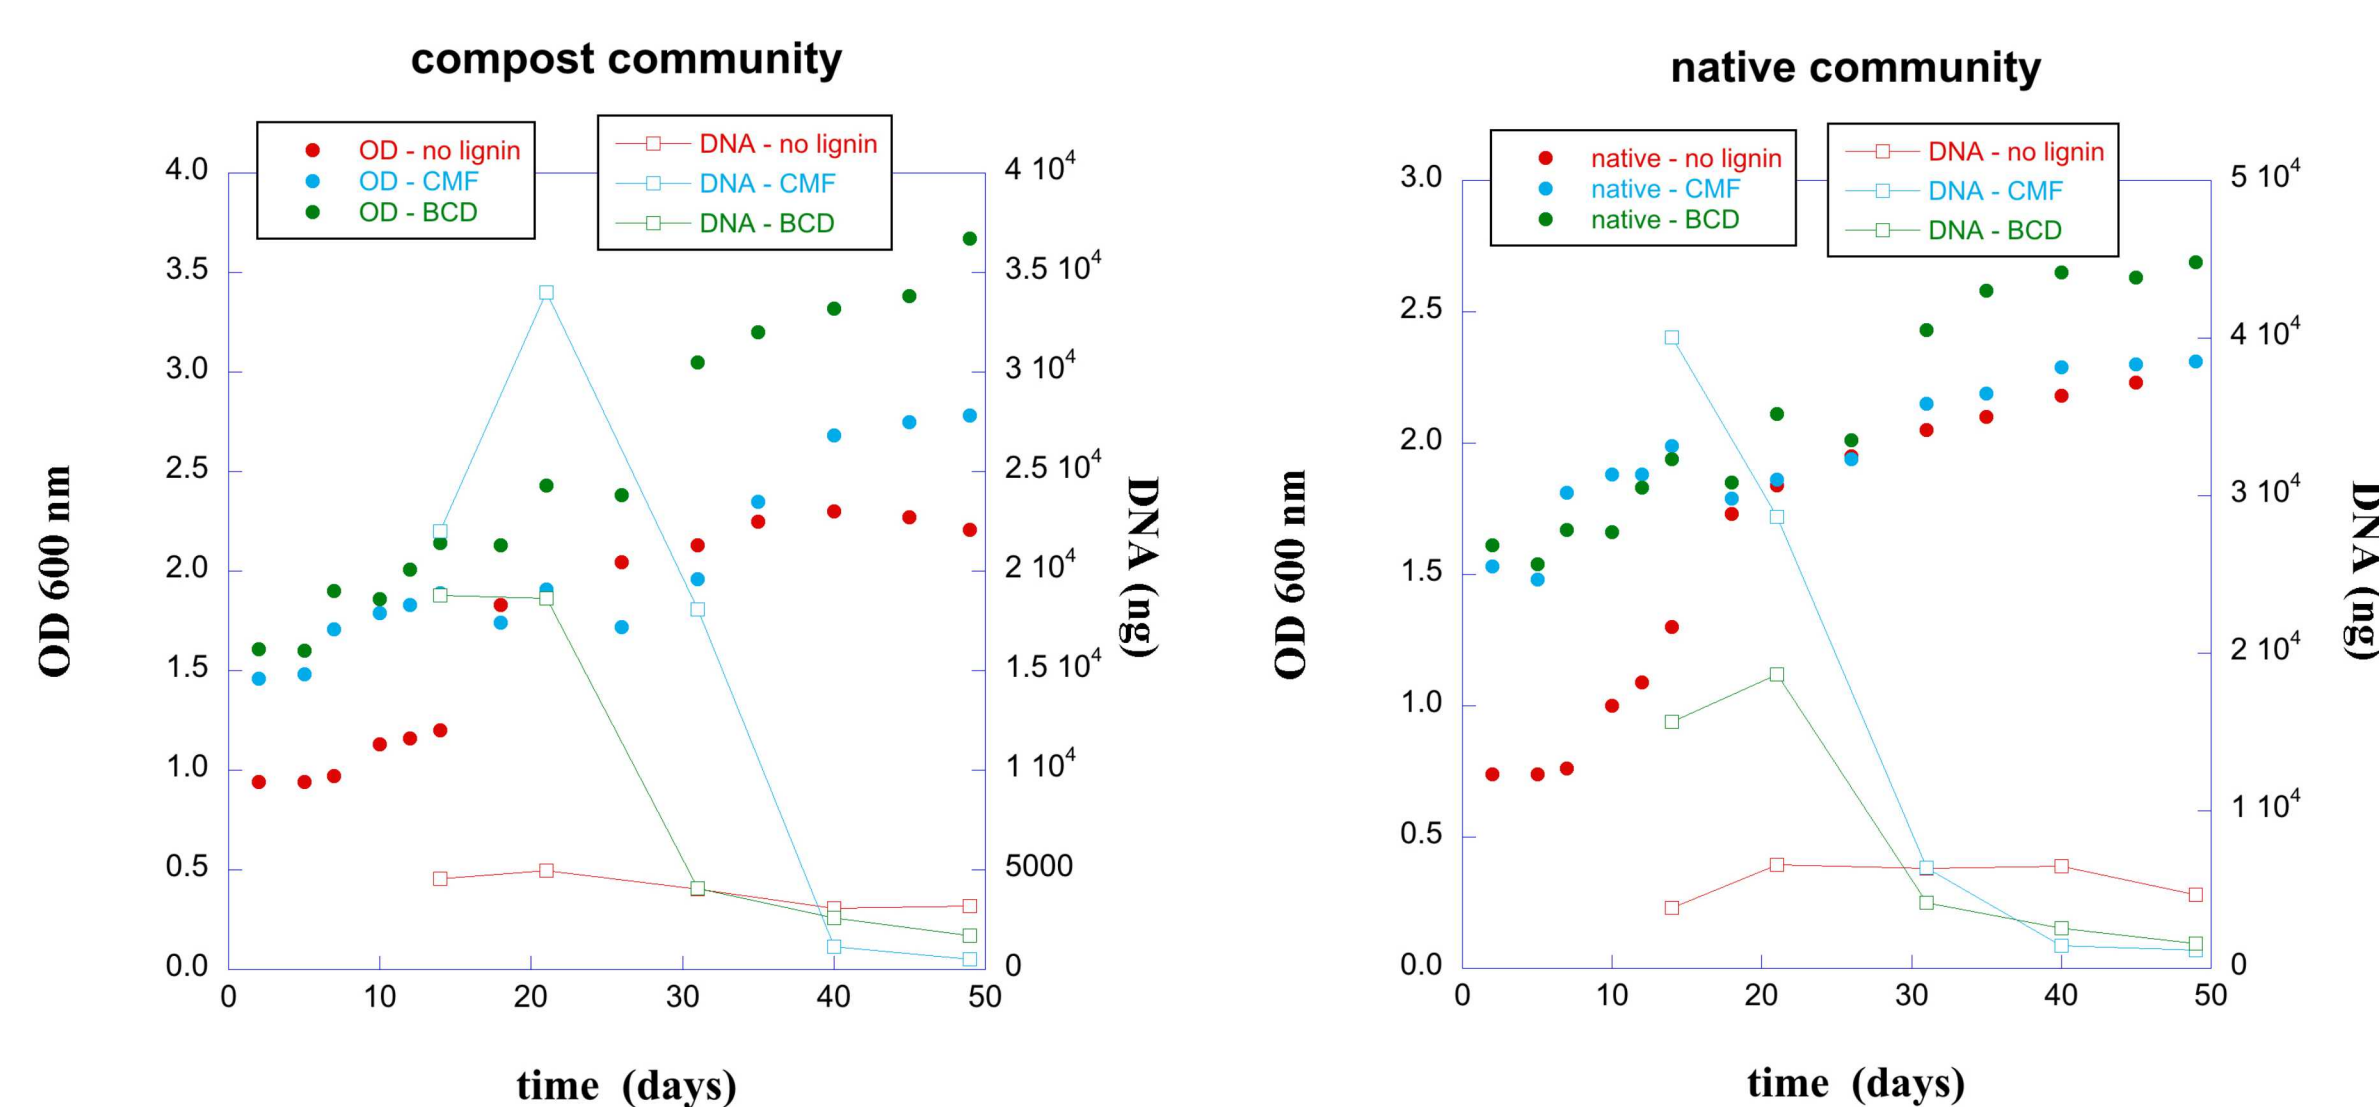 compost community
OD - no lignin
OD - CMF
OD - BCD
DNA - no lignin
DNA - CMF
DNA - BCD
4.0
3.5
3.0
2.5
2.0
1.5
1.0
0.5
0.0
OD 600 nm
4 10⁴
3.5 10⁴
3 10⁴
2.5 10⁴
2 10⁴
1.5 10⁴
1 10⁴
5000
0
DNA (ng)
0 10 20 30 40 50
time (days)
native community
native - no lignin
native - CMF
native - BCD
DNA - no lignin
DNA - CMF
DNA - BCD
3.0
2.5
2.0
1.5
1.0
0.5
0.0
OD 600 nm
5 10⁴
4 10⁴
3 10⁴
2 10⁴
1 10⁴
0
DNA (ng)
0 10 20 30 40 50
time (days)